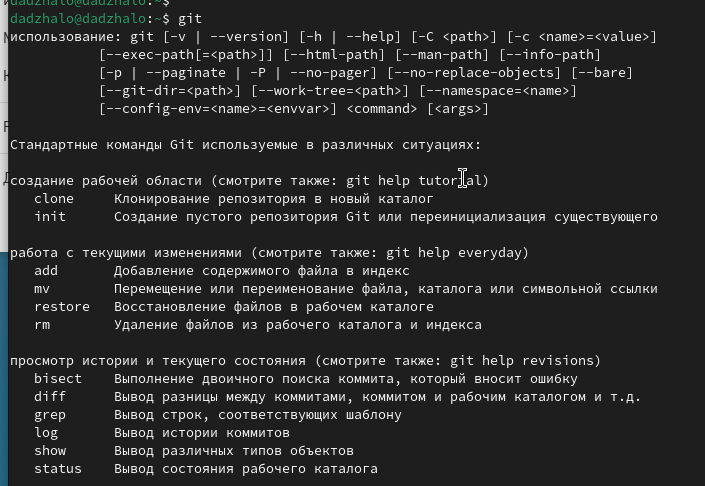 dadzhalo@dadzhalo:~$
dadzhalo@dadzhalo:~$ git
использование: git [-v | --version] [-h | --help] [-C <path>] [-c <name>=<value>]
[--exec-path[=<path>]] [--html-path] [--man-path] [--info-path]
[-p | --paginate | -P | --no-pager] [--no-replace-objects] [--bare]
[--git-dir=<path>] [--work-tree=<path>] [--namespace=<name>]
[--config-env=<name>=<envvar>] <command> [<args>]
Стандартные команды Git используемые в различных ситуациях:
создание рабочей области (смотрите также: git help tutorial)
clone Клонирование репозитория в новый каталог
init Создание пустого репозитория Git или переинициализация существующего
работа с текущими изменениями (смотрите также: git help everyday)
add Добавление содержимого файла в индекс
mv Перемещение или переименование файла, каталога или символьной ссылки
restore Восстановление файлов в рабочем каталоге
rm Удаление файлов из рабочего каталога и индекса
просмотр истории и текущего состояния (смотрите также: git help revisions)
bisect Выполнение двоичного поиска коммита, который вносит ошибку
diff Вывод разницы между коммитами, коммитом и рабочим каталогом и т.д.
grep Вывод строк, соответствующих шаблону
log Вывод истории коммитов
show Вывод различных типов объектов
status Вывод состояния рабочего каталога